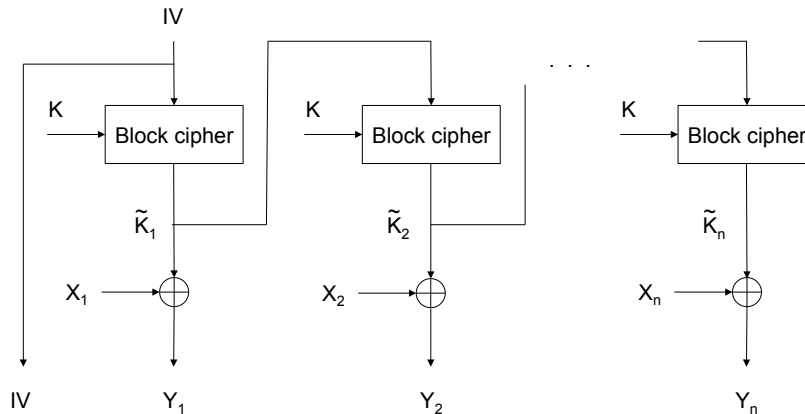 IV
. . .
K
Block cipher
K
Block cipher
K
Block cipher
K̃₁
K̃₂
K̃ₙ
X₁
X₂
Xₙ
IV
Y₁
Y₂
Yₙ